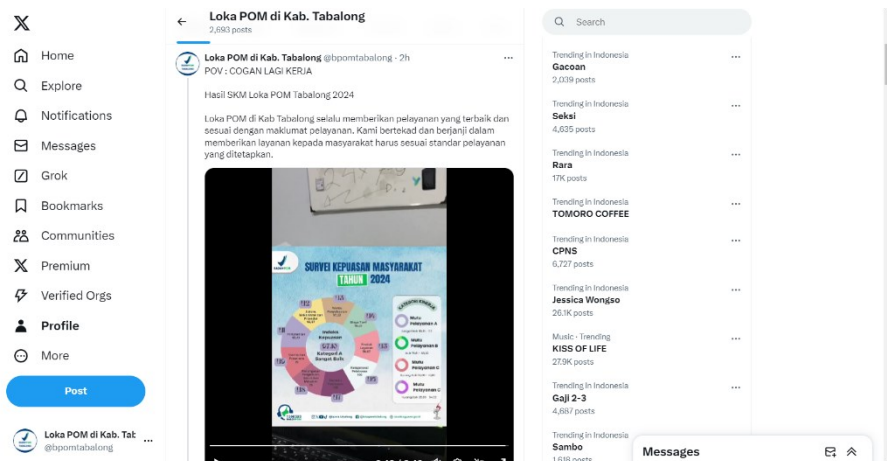 Loka POM di Kab. Tabalong
2,693 posts
Home
Explore
Notifications
Messages
Grok
Bookmarks
Communities
Premium
Verified Orgs
Profile
More
Post
Loka POM di Kab. Tat
@bpomtabalong
Loka POM di Kab. Tabalong @bpomtabalong · 2h
POV : COGAN LAGI KERJA
Hasil SKM Loka POM Tabalong 2024
Loka POM di Kab Tabalong selalu memberikan pelayanan yang terbaik dan
sesuai dengan maklumat pelayanan. Kami bertekad dan berjanji dalam
memberikan layanan kepada masyarakat harus sesuai standar pelayanan
yang ditetapkan.
SURVEI KEPUASAN MASYARAKAT
TAHUN 2024
Indeks
Kepuasan
Kategori A
Sangat Baik
Mutu
Pelayanan A
Mutu
Pelayanan B
Mutu
Pelayanan C
Mutu
Search
Trending in Indonesia
Gacoan
2,039 posts
Trending in Indonesia
Seksi
4,635 posts
Trending in Indonesia
Rara
17K posts
Trending in Indonesia
TOMORO COFFEE
Trending in Indonesia
CPNS
6,727 posts
Trending in Indonesia
Jessica Wongso
26.1K posts
Music · Trending
KISS OF LIFE
27.9K posts
Trending in Indonesia
Gaji 2-3
4,687 posts
Trending in Indonesia
Sambo
Messages